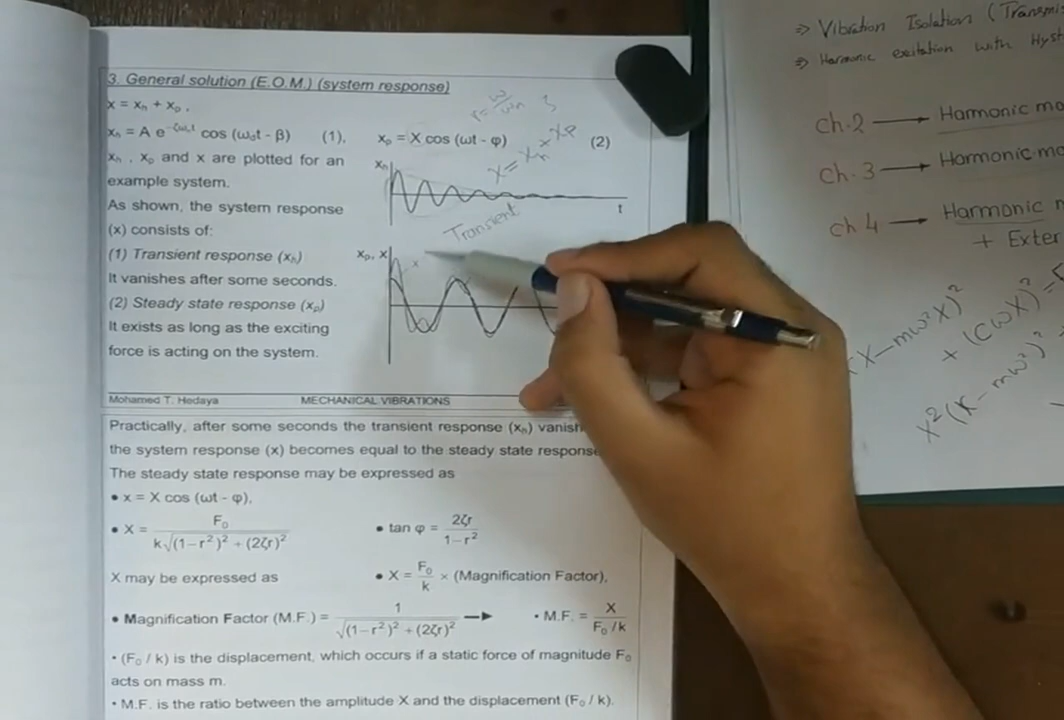 3. General solution (E.O.M.) (system response)
x = xₕ + xₚ ,
xₕ = A e^(-ζωₙt) cos (ω_d t - β) (1), xₚ = X cos (ωt - φ) (2)
xₕ , xₚ and x are plotted for an
example system.
As shown, the system response
(x) consists of:
(1) Transient response (xₕ)
It vanishes after some seconds.
(2) Steady state response (xₚ)
It exists as long as the exciting
force is acting on the system.
r = ω/ωₙ ζ
X = Xₕ + Xₚ
xₕ
t
Transient
xₚ, x
x
Mohamed T. Hedaya MECHANICAL VIBRATIONS
Practically, after some seconds the transient response (xₕ)
the system response (x) becomes equal to the steady state
The steady state response may be expressed as
• x = X cos (ωt - φ),
• X = F₀ / k√((1-r²)² + (2ζr)²) • tan φ = 2ζr / 1-r²
X may be expressed as • X = F₀/k × (Magnification Factor),
• Magnification Factor (M.F.) = 1 / √((1-r²)² + (2ζr)²) → • M.F. = X / F₀/k
• (F₀ / k) is the displacement, which occurs if a static force of magnitude F₀
acts on mass m.
• M.F. is the ratio between the amplitude X and the displacement (F₀ / k).
⇒ Vibration Isolation
⇒ Harmonic excitation with
Ch.2 → Harmonic
Ch.3 → Harmonic
Ch 4 → Harmonic
+
X - mω²X)²
+ (CωX)² =
X² (K - mω²)²